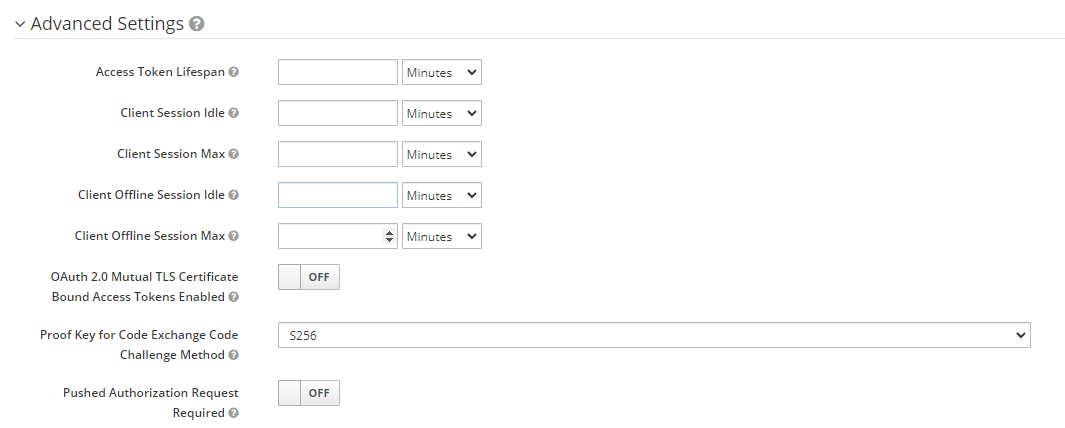 Advanced Settings
Access Token Lifespan Minutes
Client Session Idle Minutes
Client Session Max Minutes
Client Offline Session Idle Minutes
Client Offline Session Max Minutes
OAuth 2.0 Mutual TLS Certificate
Bound Access Tokens Enabled OFF
Proof Key for Code Exchange Code
Challenge Method S256
Pushed Authorization Request
Required OFF